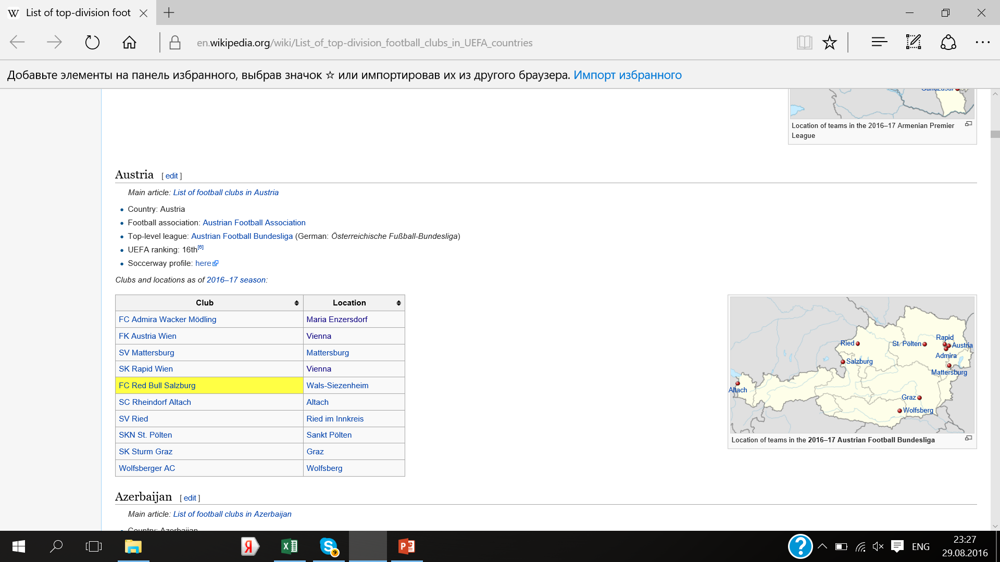 List of top-division foot
en.wikipedia.org/wiki/List_of_top-division_football_clubs_in_UEFA_countries
Добавьте элементы на панель избранного, выбрав значок ☆ или импортировав их из другого браузера. Импорт избранного
Location of teams in the 2016–17 Armenian Premier
League
Austria [ edit ]
Main article: List of football clubs in Austria
• Country: Austria
• Football association: Austrian Football Association
• Top-level league: Austrian Football Bundesliga (German: Österreichische Fußball-Bundesliga)
• UEFA ranking: 16th[6]
• Soccerway profile: here
Clubs and locations as of 2016–17 season:
Club Location
FC Admira Wacker Mödling Maria Enzersdorf
FK Austria Wien Vienna
SV Mattersburg Mattersburg
SK Rapid Wien Vienna
FC Red Bull Salzburg Wals-Siezenheim
SC Rheindorf Altach Altach
SV Ried Ried im Innkreis
SKN St. Pölten Sankt Pölten
SK Sturm Graz Graz
Wolfsberger AC Wolfsberg
Rapid
Ried
St. Pölten
Austria
Admira
Salzburg
Mattersburg
Altach
Graz
Wolfsberg
Location of teams in the 2016–17 Austrian Football Bundesliga
Azerbaijan [ edit ]
Main article: List of football clubs in Azerbaijan
• Country: Azerbaijan
Я
9
ENG
23:27
29.08.2016